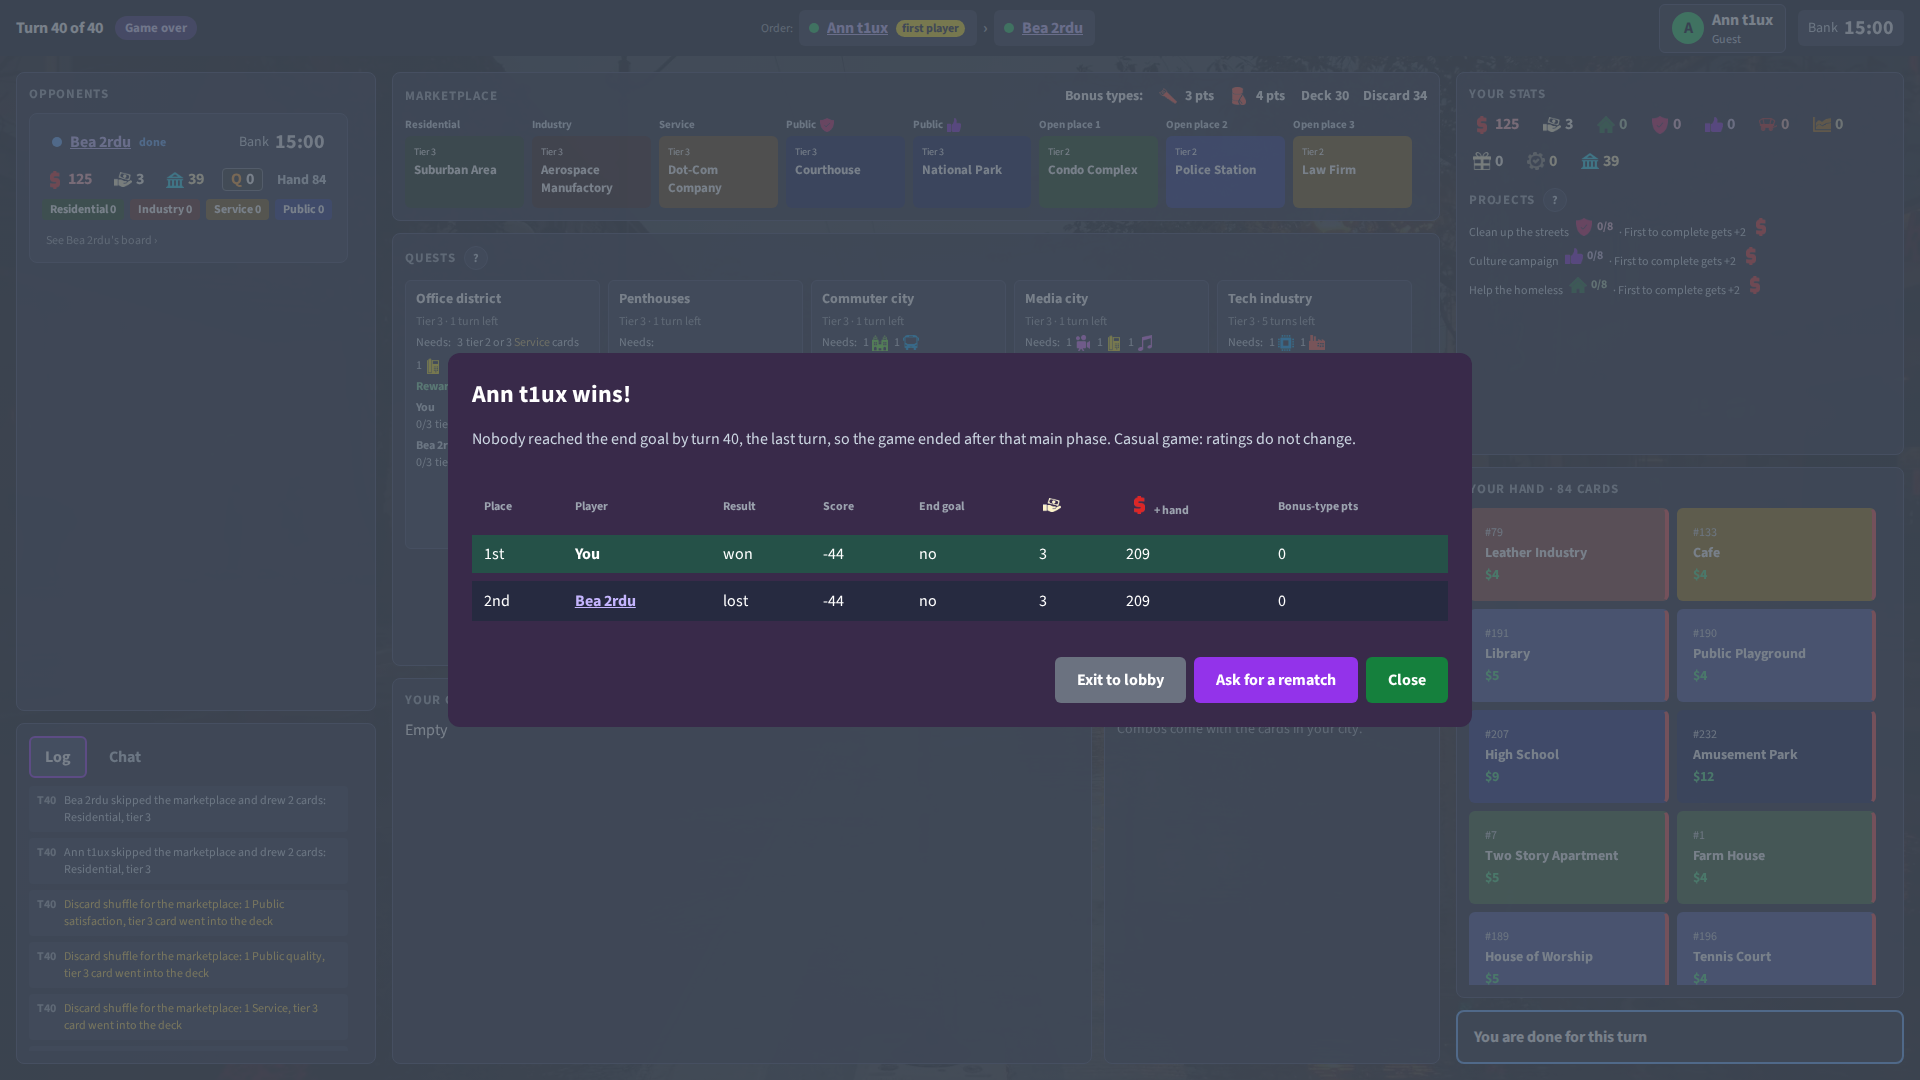 Turn 40 of 40
Game over
Order:
Ann t1ux
first player
›
Bea 2rdu
A
Ann t1ux
Guest
Bank 15:00
OPPONENTS
Bea 2rdu done
Bank 15:00
125
3
39
Q 0
Hand 84
Residential 0
Industry 0
Service 0
Public 0
See Bea 2rdu's board ›
MARKETPLACE
Bonus types:
3 pts
4 pts
Deck 30
Discard 34
Residential
Tier 3
Suburban Area
Industry
Tier 3
Aerospace
Manufactory
Service
Tier 3
Dot-Com
Company
Public
Tier 3
Courthouse
Public
Tier 3
National Park
Open place 1
Tier 2
Condo Complex
Open place 2
Tier 2
Police Station
Open place 3
Tier 2
Law Firm
QUESTS ?
Office district
Tier 3 · 1 turn left
Needs: 3 tier 2 or 3 Service cards
1
Rewar
You
0/3 tie
Bea 2r
0/3 tie
Penthouses
Tier 3 · 1 turn left
Needs:
Commuter city
Tier 3 · 1 turn left
Needs: 1 1
Media city
Tier 3 · 1 turn left
Needs: 1 1 1
Tech industry
Tier 3 · 5 turns left
Needs: 1 1
Ann t1ux wins!
Nobody reached the end goal by turn 40, the last turn, so the game ended after that main phase. Casual game: ratings do not change.
Place Player Result Score End goal + hand Bonus-type pts
1st You won -44 no 3 209 0
2nd Bea 2rdu lost -44 no 3 209 0
Exit to lobby
Ask for a rematch
Close
YOUR C
Empty
Combos come with the cards in your city.
Log
Chat
T40 Bea 2rdu skipped the marketplace and drew 2 cards:
Residential, tier 3
T40 Ann t1ux skipped the marketplace and drew 2 cards:
Residential, tier 3
T40 Discard shuffle for the marketplace: 1 Public
satisfaction, tier 3 card went into the deck
T40 Discard shuffle for the marketplace: 1 Public quality,
tier 3 card went into the deck
T40 Discard shuffle for the marketplace: 1 Service, tier 3
card went into the deck
YOUR STATS
125 3 0 0 0 0 0
0 0 39
PROJECTS ?
Clean up the streets 0/8 · First to complete gets +2
Culture campaign 0/8 · First to complete gets +2
Help the homeless 0/8 · First to complete gets +2
YOUR HAND · 84 CARDS
#79
Leather Industry
$4
#133
Cafe
$4
#191
Library
$5
#190
Public Playground
$4
#207
High School
$9
#232
Amusement Park
$12
#7
Two Story Apartment
$5
#1
Farm House
$4
#189
House of Worship
$5
#196
Tennis Court
$4
You are done for this turn